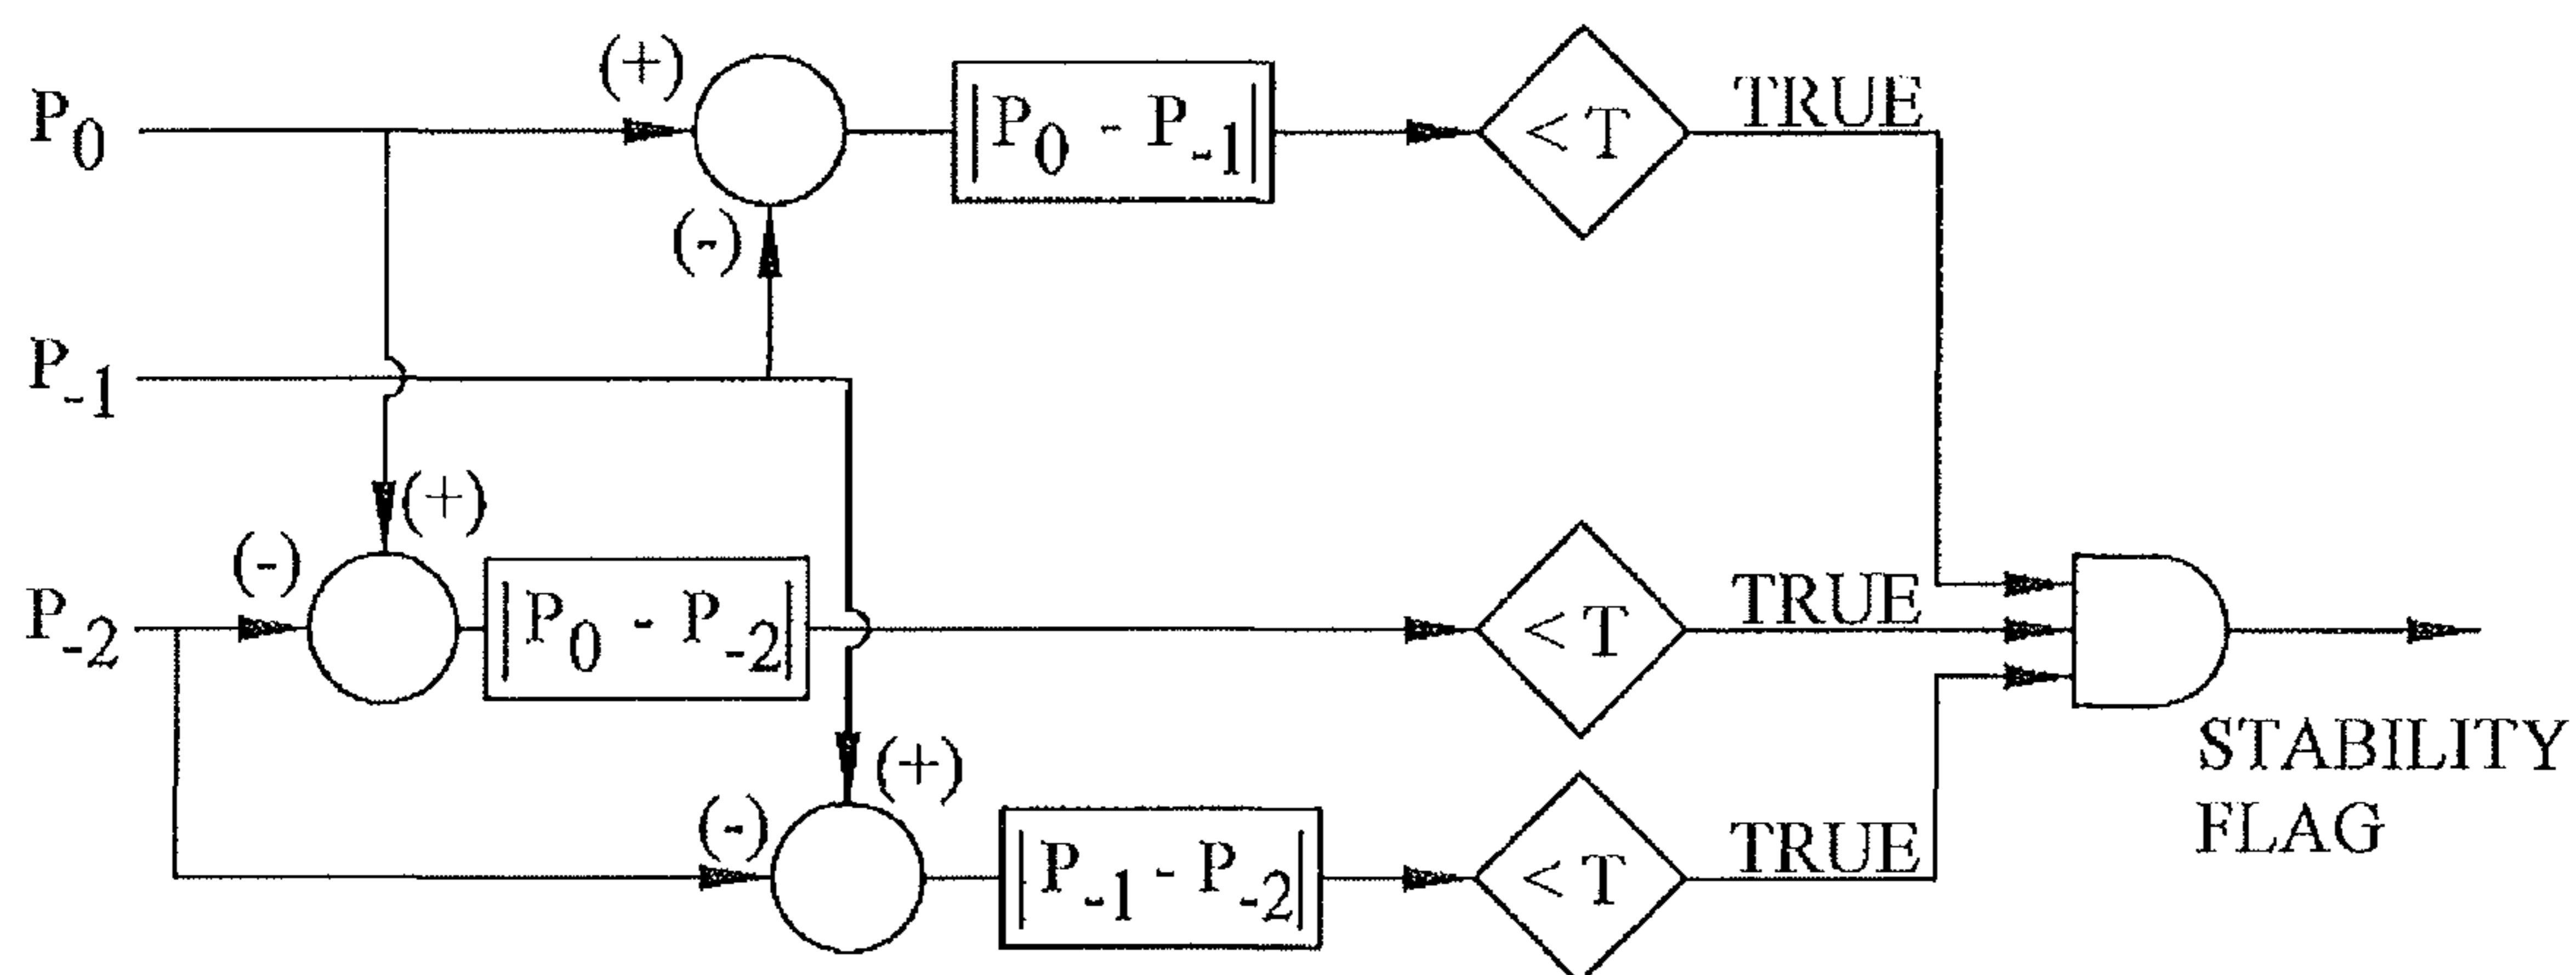 P₀ (+) |P₀ - P₋₁| < T TRUE
(-)
P₋₁
(+)
P₋₂ (-) |P₀ - P₋₂| < T TRUE
(+)
(-) |P₋₁ - P₋₂| < T TRUE
STABILITY
FLAG